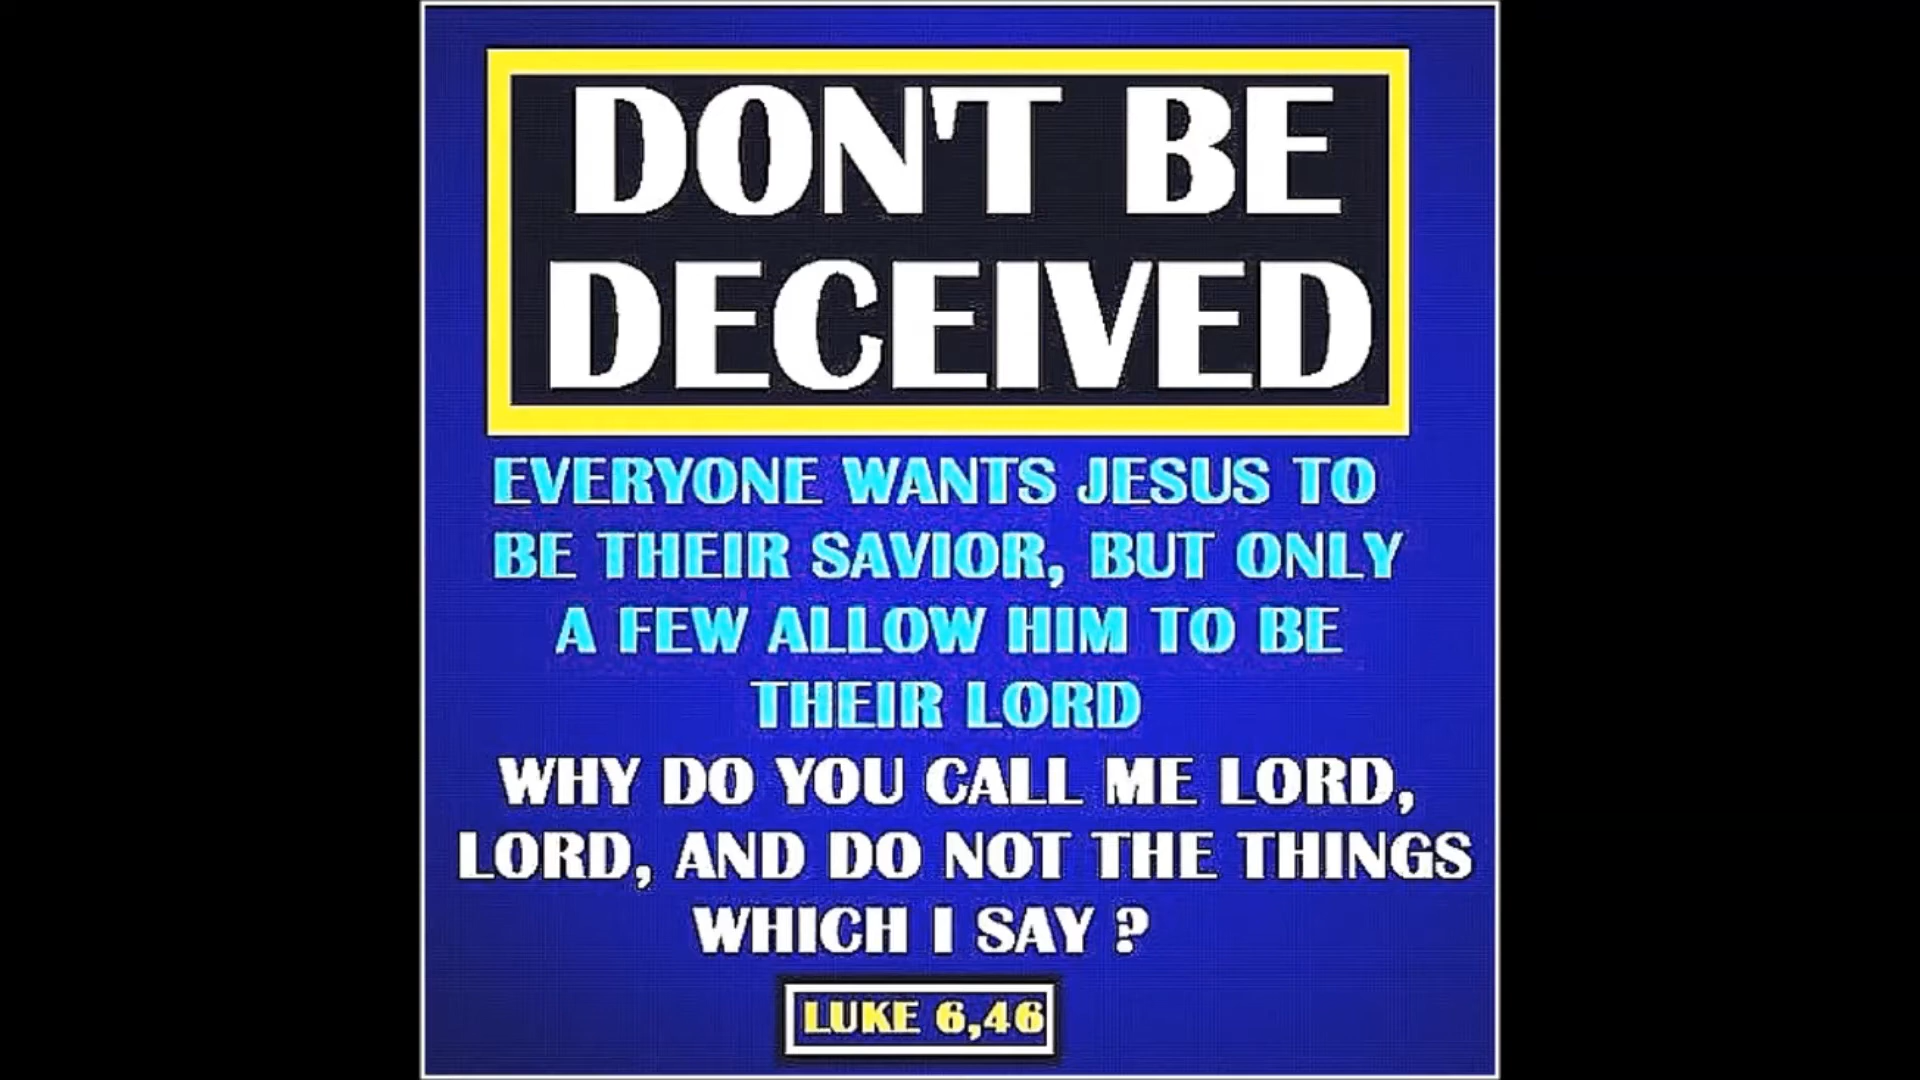 DON'T BE
DECEIVED
EVERYONE WANTS JESUS TO
BE THEIR SAVIOR, BUT ONLY
A FEW ALLOW HIM TO BE
THEIR LORD
WHY DO YOU CALL ME LORD,
LORD, AND DO NOT THE THINGS
WHICH I SAY ?
LUKE 6,46